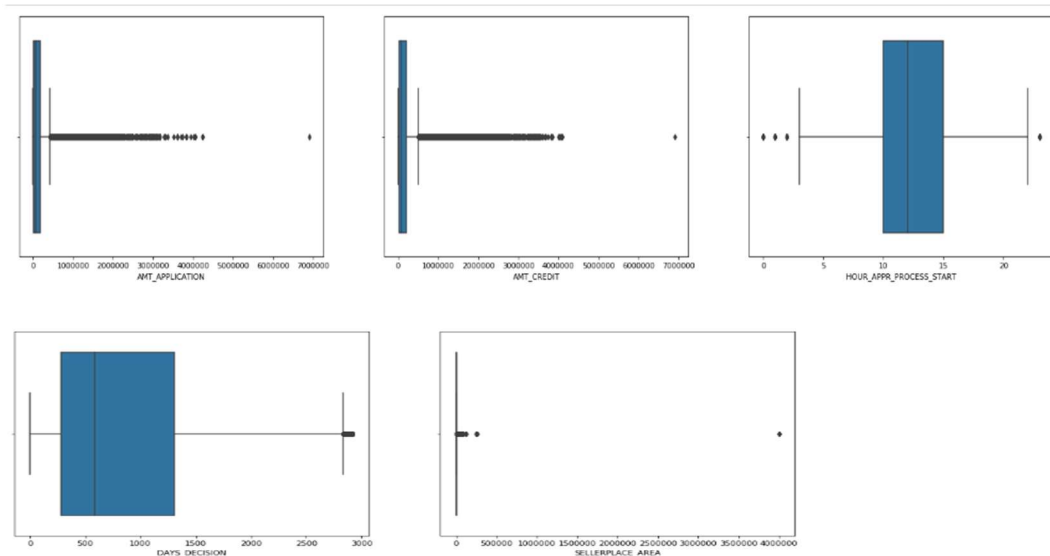 0 1000000 2000000 3000000 4000000 5000000 6000000 7000000
AMT_APPLICATION
0 1000000 2000000 3000000 4000000 5000000 6000000 7000000
AMT_CREDIT
0 5 10 15 20
HOUR_APPR_PROCESS_START
0 500 1000 1500 2000 2500 3000
DAYS_DECISION
0 500000 1000000 1500000 2000000 2500000 3000000 3500000 4000000
SELLERPLACE_AREA